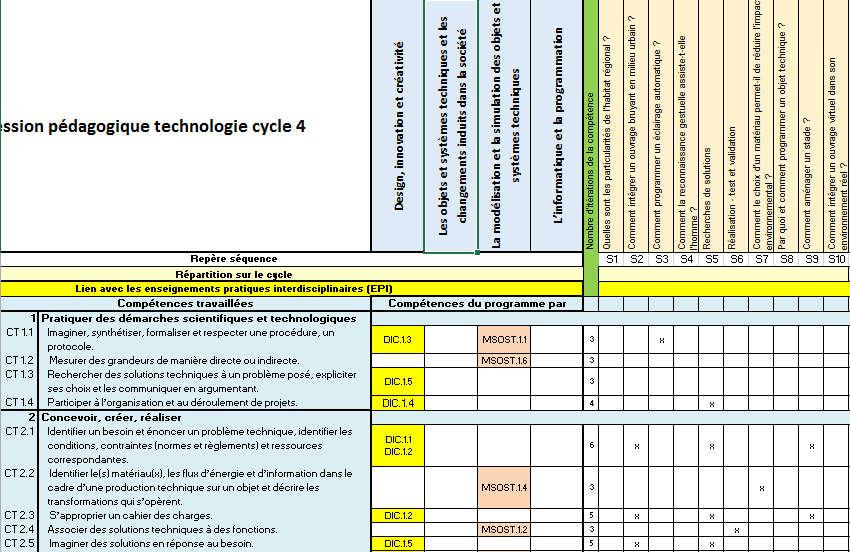 ession pédagogique technologie cycle 4
Design, innovation et créativité
Les objets et systèmes techniques et les
changements induits dans la société
La modélisation et la simulation des objets et
systèmes techniques
L'informatique et la programmation
Nombre d'itérations de la compétence
Quelles sont les particularités de l'habitat régional ?
Comment intégrer un ouvrage bruyant en milieu urbain ?
Comment programmer un éclairage automatique ?
Comment la reconnaissance gestuelle assiste-t-elle
l'homme ?
Recherches de solutions
Réalisation - test et validation
Comment le choix d'un matériau permet-il de réduire l'impact
environnemental ?
Par quoi et comment programmer un objet technique ?
Comment aménager un stade ?
Comment intégrer un ouvrage virtuel dans son
environnement réel ?
Repère séquence S1 S2 S3 S4 S5 S6 S7 S8 S9 S10
Répartition sur le cycle
Lien avec les enseignements pratiques interdisciplinaires (EPI)
Compétences travaillées Compétences du programme par
1 Pratiquer des démarches scientifiques et technologiques
CT 1.1 Imaginer, synthétiser, formaliser et respecter une procédure, un
protocole. DIC.1.3 MSOST.1.1 3 x
CT 1.2 Mesurer des grandeurs de manière directe ou indirecte. MSOST.1.6 3
CT 1.3 Rechercher des solutions techniques à un problème posé, expliciter
ses choix et les communiquer en argumentant. DIC.1.5 3
CT 1.4 Participer à l'organisation et au déroulement de projets. DIC.1.4 4 x
2 Concevoir, créer, réaliser
CT 2.1 Identifier un besoin et énoncer un problème technique, identifier les
conditions, contraintes (normes et règlements) et ressources
correspondantes. DIC.1.1
DIC.1.2 6 x x x
CT 2.2 Identifier le(s) matériau(x), les flux d'énergie et d'information dans le
cadre d'une production technique sur un objet et décrire les
transformations qui s'opèrent. MSOST.1.4 3 x
CT 2.3 S'approprier un cahier des charges. DIC.1.2 5 x x x
CT 2.4 Associer des solutions techniques à des fonctions. MSOST.1.2 3 x
CT 2.5 Imaginer des solutions en réponse au besoin. DIC.1.5 5 x x